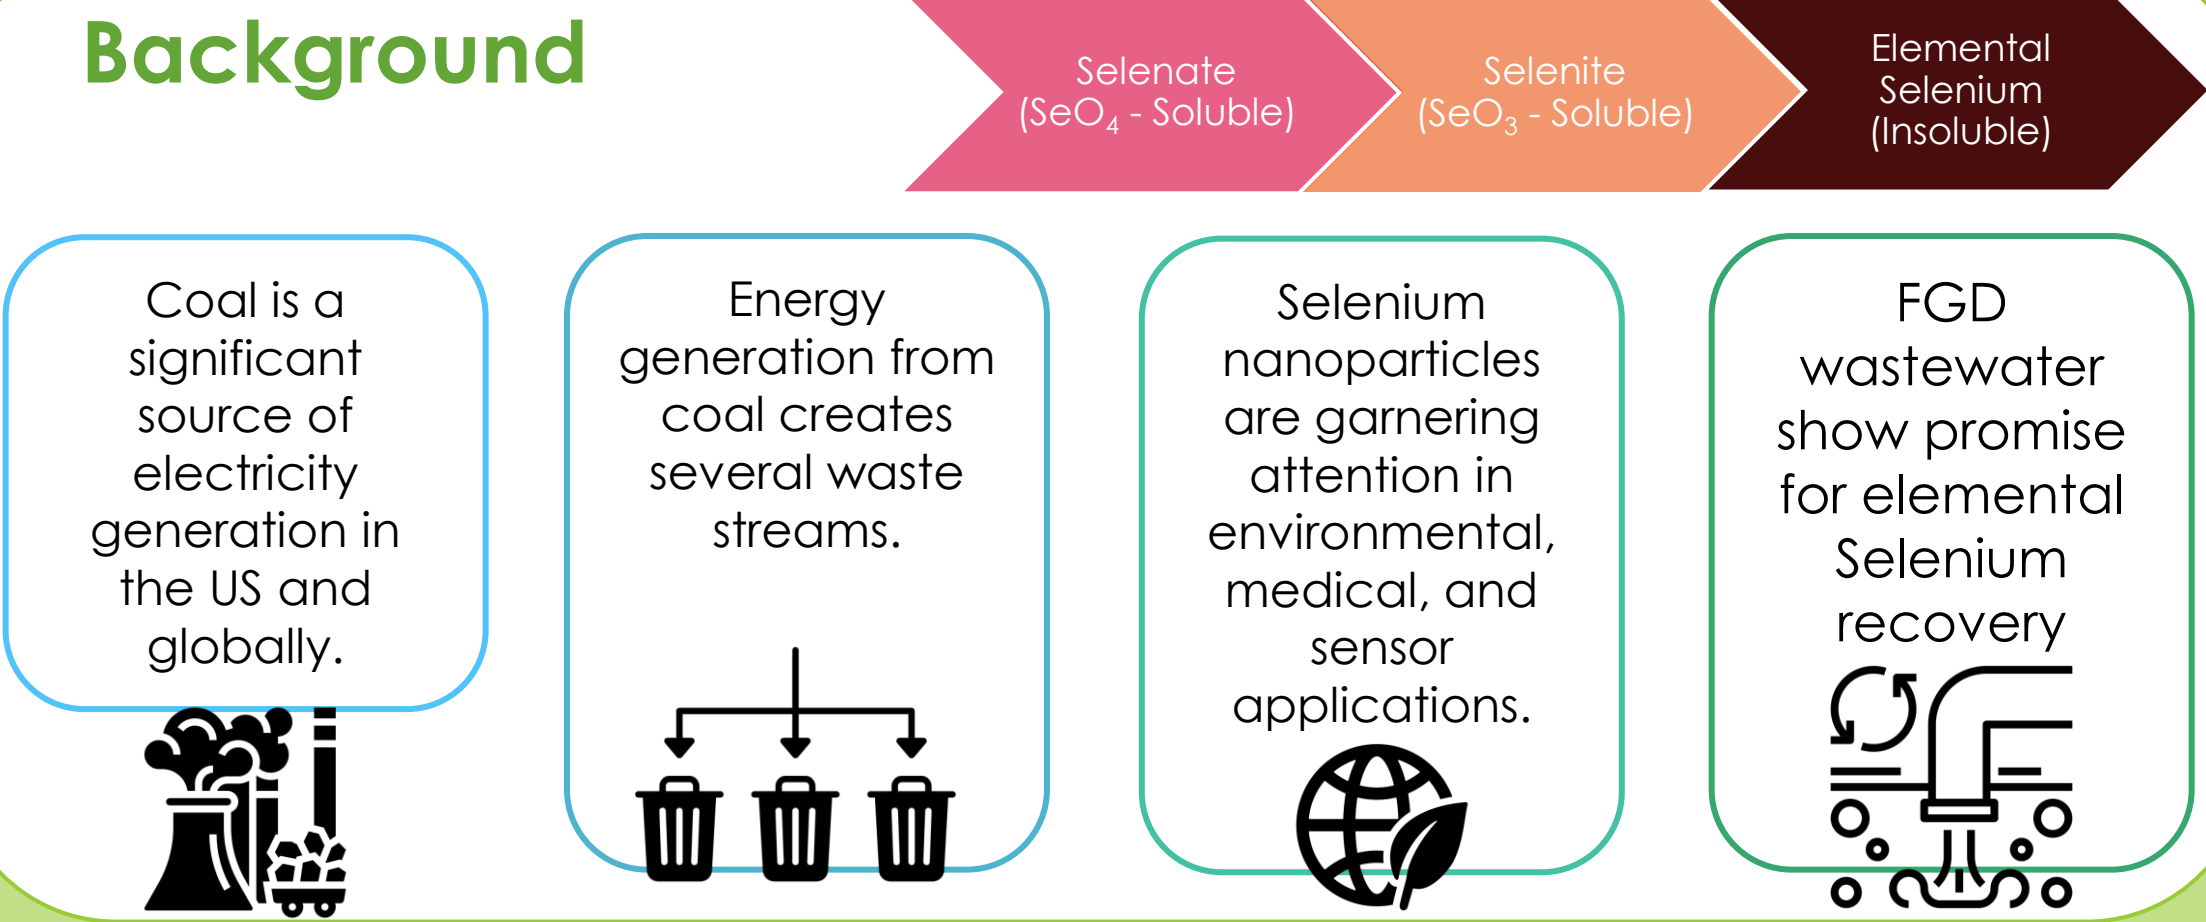 Background
Selenate
(SeO₄ - Soluble)
Selenite
(SeO₃ - Soluble)
Elemental
Selenium
(Insoluble)
Coal is a
significant
source of
electricity
generation in
the US and
globally.
Energy
generation from
coal creates
several waste
streams.
Selenium
nanoparticles
are garnering
attention in
environmental,
medical, and
sensor
applications.
FGD
wastewater
show promise
for elemental
Selenium
recovery